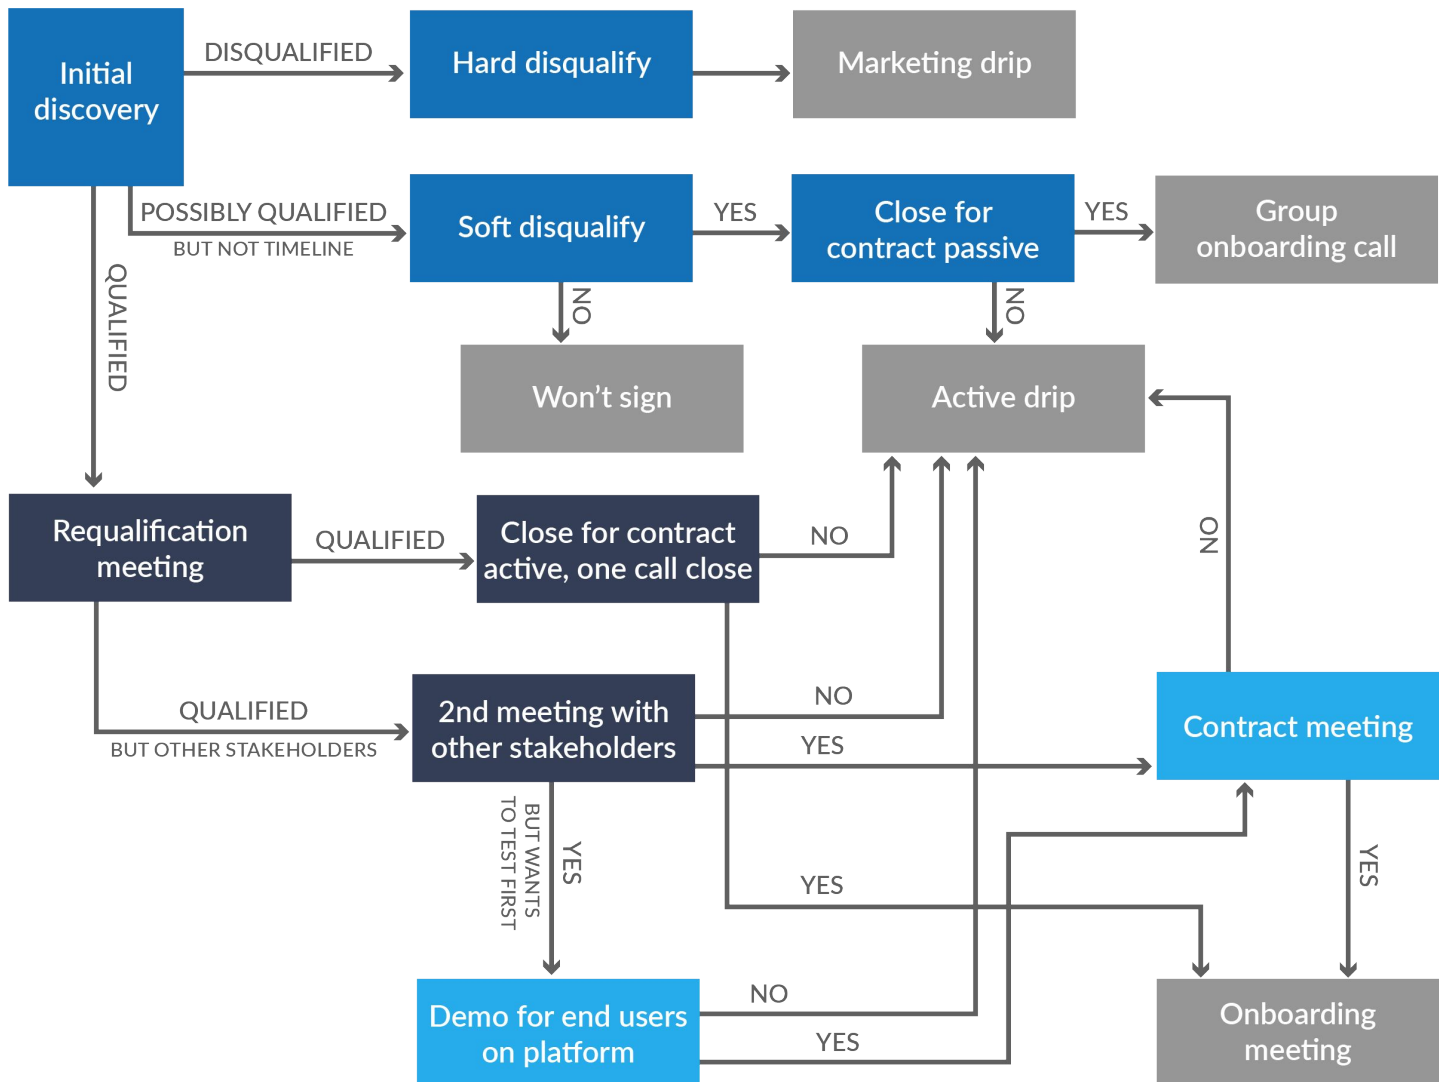 Initial
discovery
DISQUALIFIED
Hard disqualify
Marketing drip
POSSIBLY QUALIFIED
BUT NOT TIMELINE
Soft disqualify
YES
Close for
contract passive
YES
Group
onboarding call
QUALIFIED
NO
NO
Won’t sign
Active drip
Requalification
meeting
QUALIFIED
Close for contract
active, one call close
NO
NO
QUALIFIED
BUT OTHER STAKEHOLDERS
2nd meeting with
other stakeholders
NO
YES
Contract meeting
YES
BUT WANTS
TO TEST FIRST
YES
YES
Demo for end users
on platform
NO
YES
Onboarding
meeting